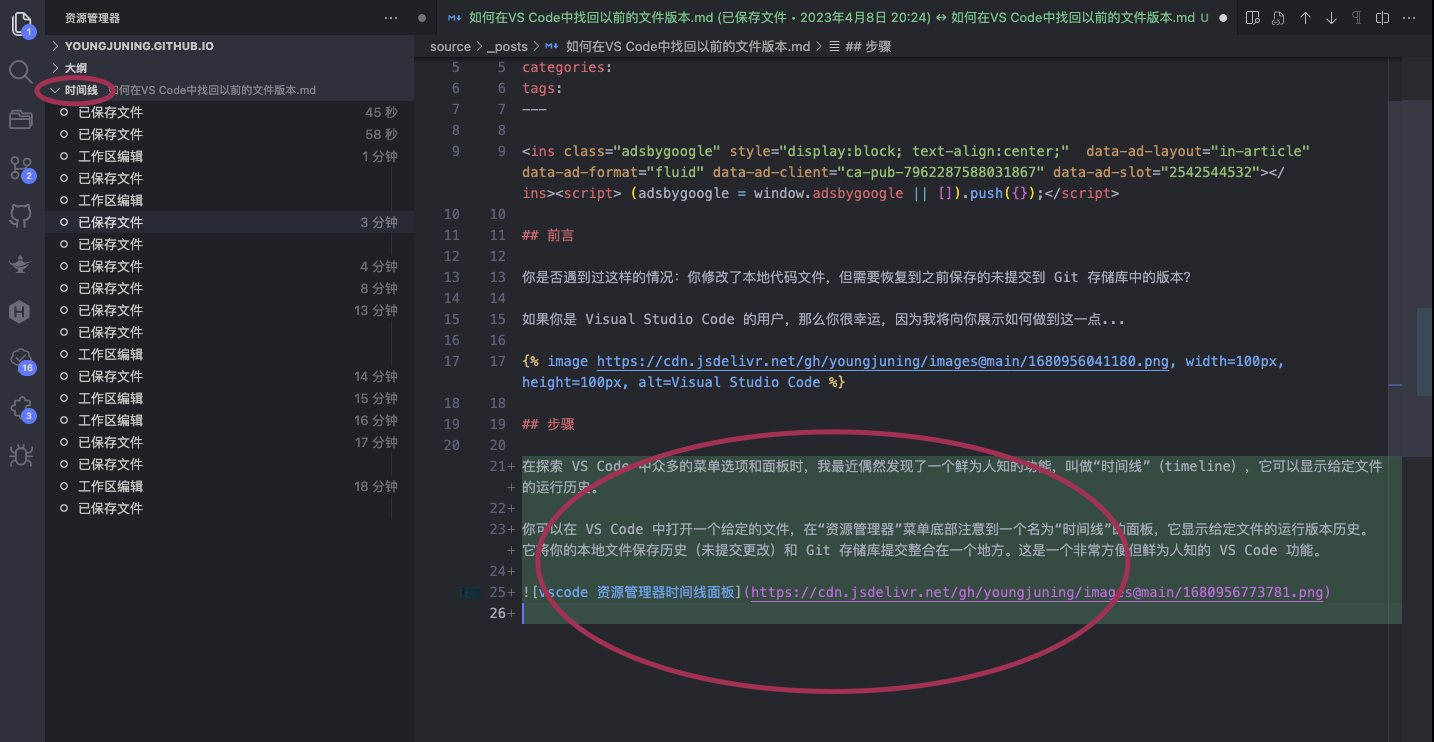 资源管理器
YOUNGJUNING.GITHUB.IO
大纲
时间线 如何在VS Code中找回以前的文件版本.md
已保存文件 45 秒
已保存文件 58 秒
工作区编辑 1 分钟
已保存文件
工作区编辑
已保存文件 3 分钟
已保存文件
已保存文件 4 分钟
已保存文件 8 分钟
已保存文件 13 分钟
已保存文件
工作区编辑
已保存文件 14 分钟
已保存文件 15 分钟
工作区编辑 16 分钟
已保存文件 17 分钟
已保存文件
工作区编辑 18 分钟
已保存文件
1
2
16
3
如何在VS Code中找回以前的文件版本.md (已保存文件 • 2023年4月8日 20:24) ↔ 如何在VS Code中找回以前的文件版本.md U
source > _posts > 如何在VS Code中找回以前的文件版本.md > ## 步骤
5 5 categories:
6 6 tags:
7 7 ---
8 8
9 9 <ins class="adsbygoogle" style="display:block; text-align:center;"  data-ad-layout="in-article"
data-ad-format="fluid" data-ad-client="ca-pub-7962287588031867" data-ad-slot="2542544532"></
ins><script> (adsbygoogle = window.adsbygoogle || []).push({});</script>
10 10
11 11 ## 前言
12 12
13 13 你是否遇到过这样的情况：你修改了本地代码文件，但需要恢复到之前保存的未提交到 Git 存储库中的版本？
14 14
15 15 如果你是 Visual Studio Code 的用户，那么你很幸运，因为我将向你展示如何做到这一点...
16 16
17 17 {% image https://cdn.jsdelivr.net/gh/youngjuning/images@main/1680956041180.png, width=100px,
height=100px, alt=Visual Studio Code %}
18 18
19 19 ## 步骤
20 20
21+ 在探索 VS Code 中众多的菜单选项和面板时，我最近偶然发现了一个鲜为人知的功能，叫做“时间线”（timeline），它可以显示给定文件
+ 的运行历史。
22+
23+ 你可以在 VS Code 中打开一个给定的文件，在“资源管理器”菜单底部注意到一个名为“时间线”的面板，它显示给定文件的运行版本历史。
+ 它将你的本地文件保存历史（未提交更改）和 Git 存储库提交整合在一个地方。这是一个非常方便但鲜为人知的 VS Code 功能。
24+
25+ ![vscode 资源管理器时间线面板](https://cdn.jsdelivr.net/gh/youngjuning/images@main/1680956773781.png)
26+